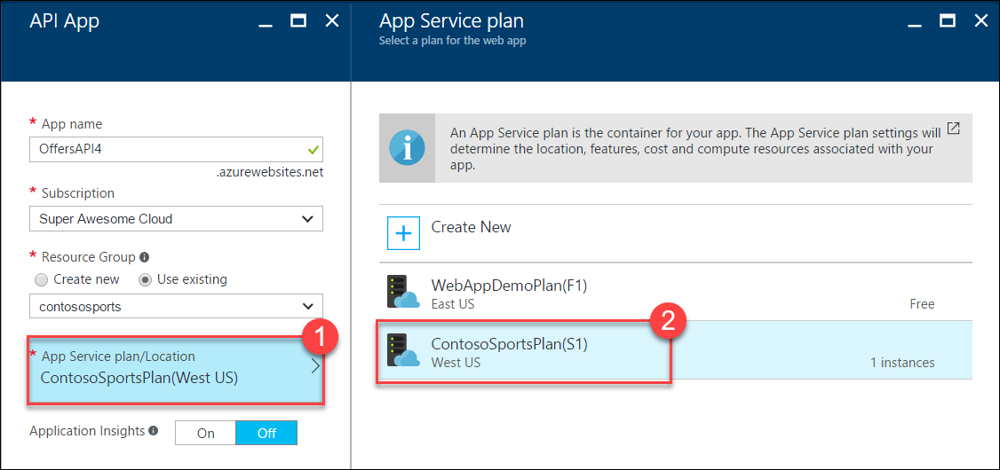 API App
* App name
OffersAPI4
.azurewebsites.net
* Subscription
Super Awesome Cloud
* Resource Group
Create new Use existing
contososports
1
* App Service plan/Location
ContosoSportsPlan(West US)
Application Insights On Off
App Service plan
Select a plan for the web app
An App Service plan is the container for your app. The App Service plan settings will
determine the location, features, cost and compute resources associated with your
app.
Create New
WebAppDemoPlan(F1)
East US Free
2
ContosoSportsPlan(S1)
West US 1 instances